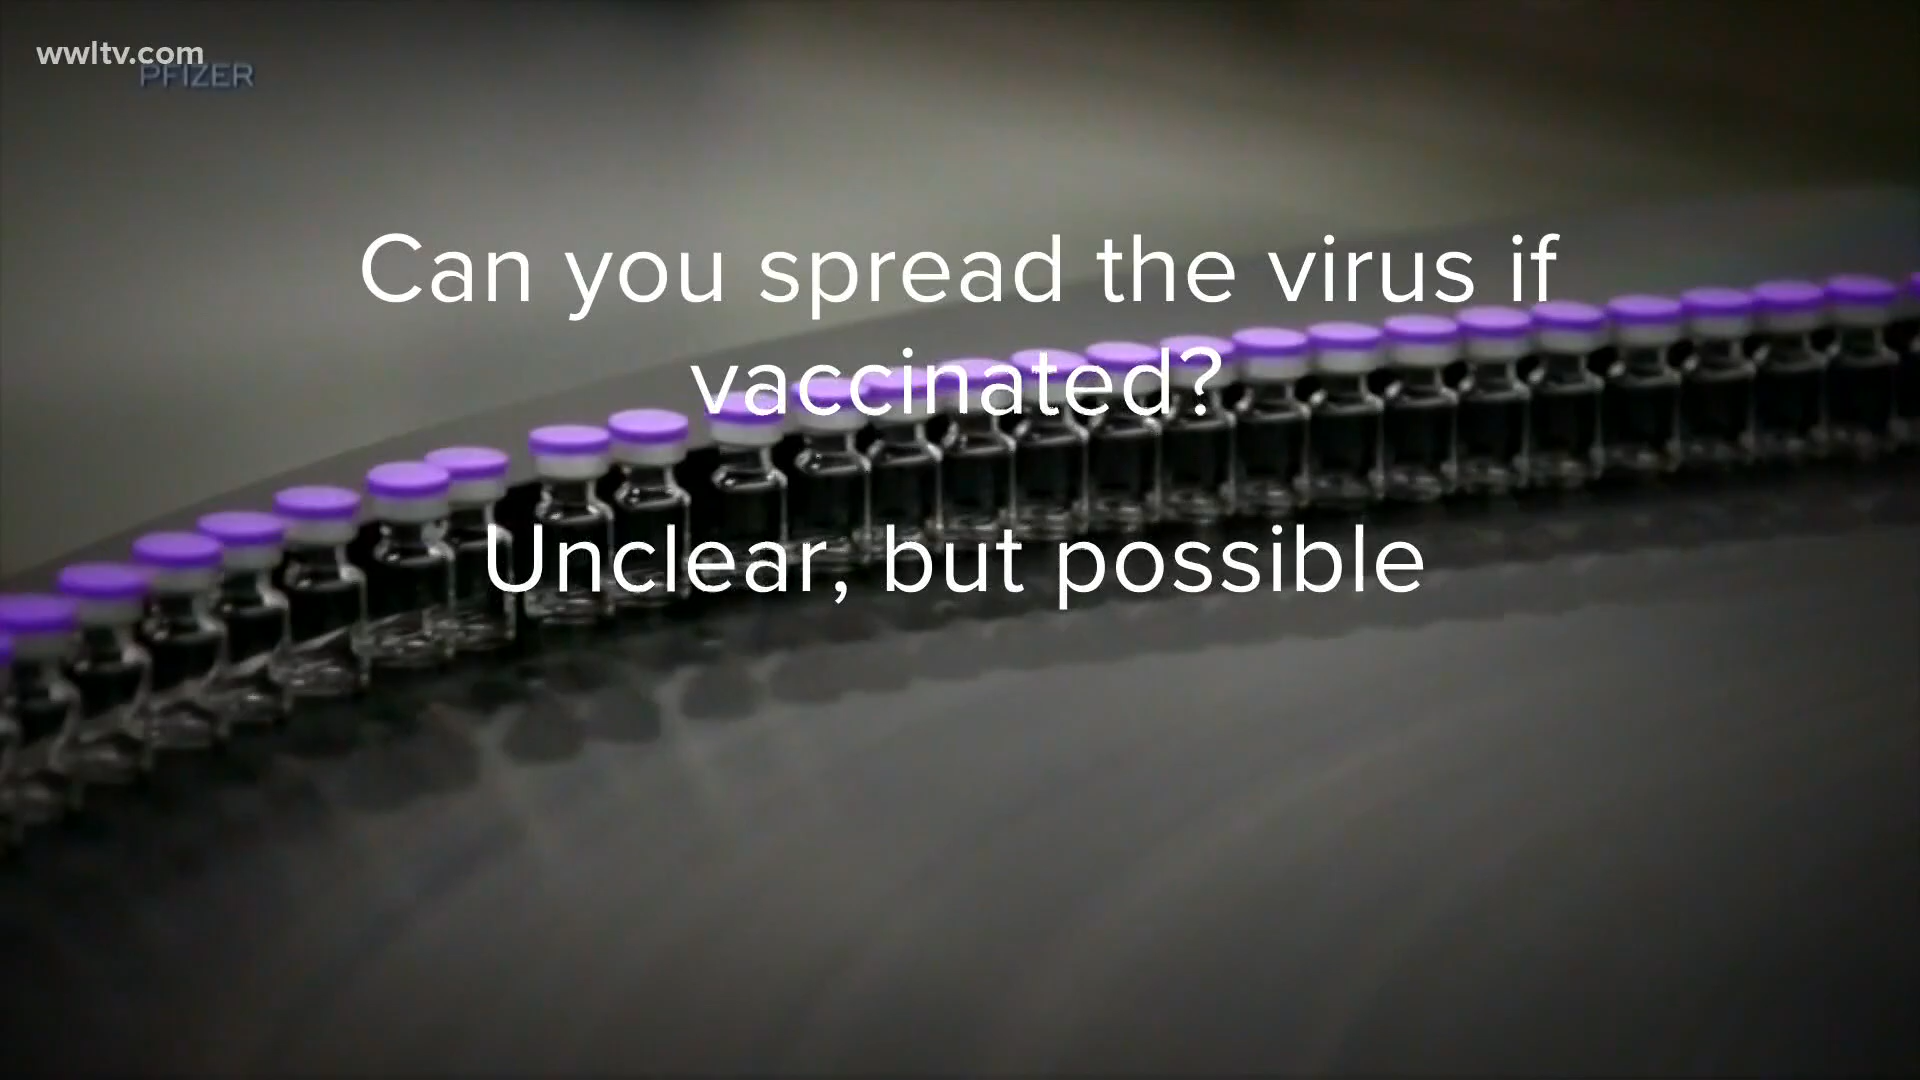 wwltv.com
PFIZER
Can you spread the virus if
vaccinated?
Unclear, but possible